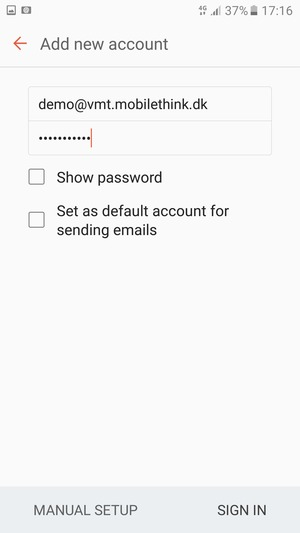 4G 37% 17:16
Add new account
demo@vmt.mobilethink.dk
•••••••••••
Show password
Set as default account for
sending emails
MANUAL SETUP SIGN IN